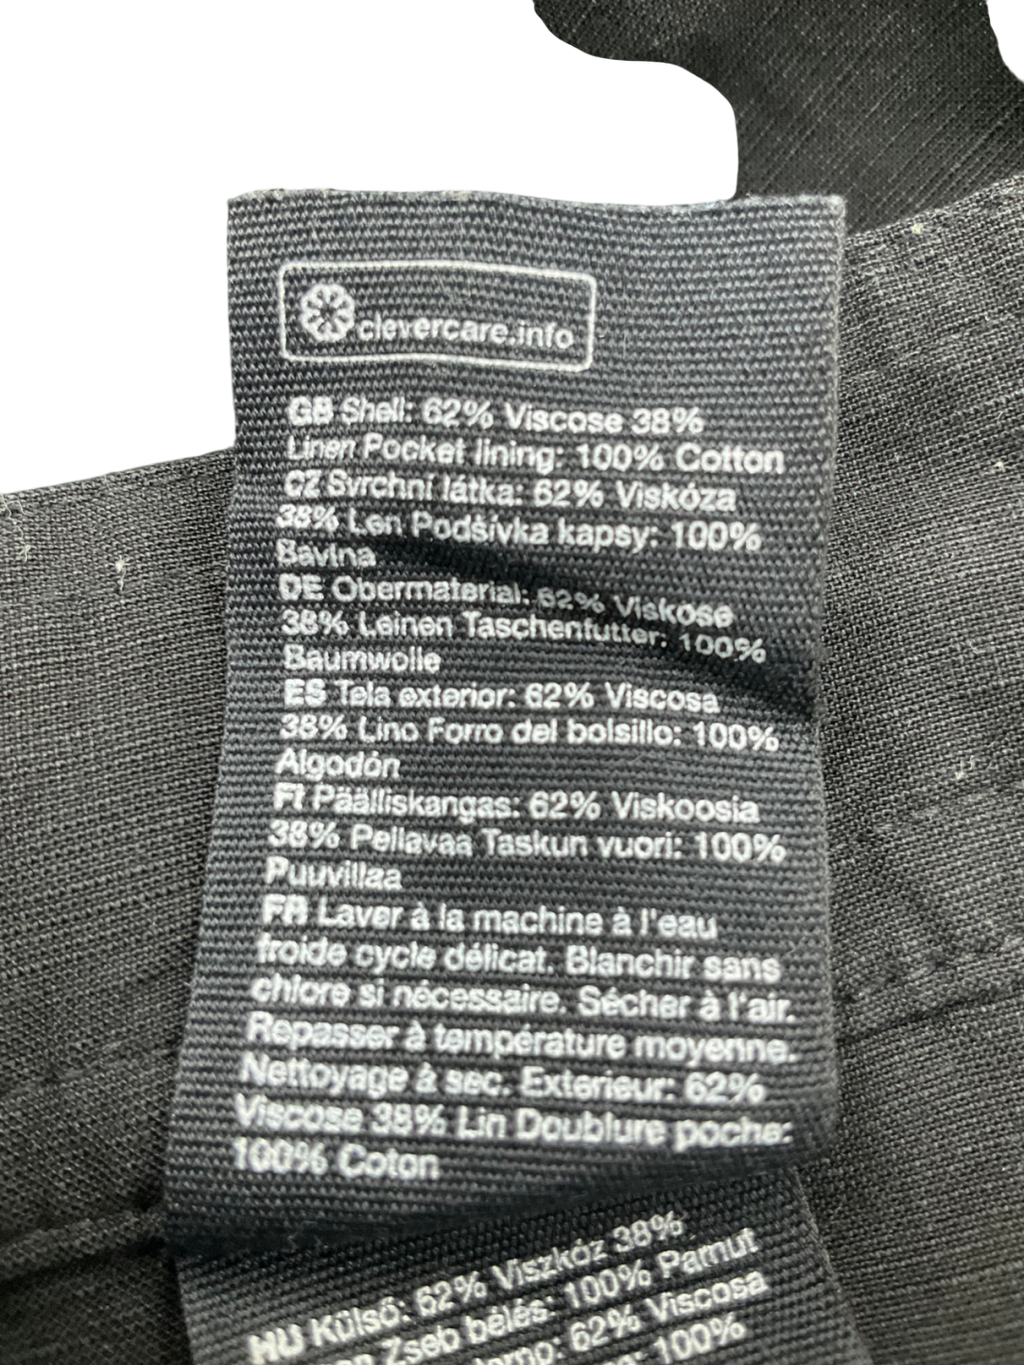 clevercare.info
GB Shell: 62% Viscose 38%
Linen Pocket lining: 100% Cotton
CZ Svrchní látka: 62% Viskóza
38% Len Podšívka kapsy: 100%
Bavlna
DE Obermaterial: 62% Viskose
38% Leinen Taschenfutter: 100%
Baumwolle
ES Tela exterior: 62% Viscosa
38% Lino Forro del bolsillo: 100%
Algodón
FI Päälliskangas: 62% Viskoosia
38% Pellavaa Taskun vuori: 100%
Puuvillaa
FR Laver à la machine à l'eau
froide cycle délicat. Blanchir sans
chlore si nécessaire. Sécher à l'air.
Repasser à température moyenne.
Nettoyage à sec. Exterieur: 62%
Viscose 38% Lin Doublure poche:
100% Coton
HU Külső: 62% Viszkóz 38%
Zseb bélés: 100% Pamut
62% Viscosa
100%